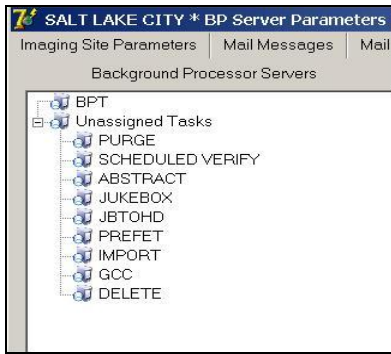 SALT LAKE CITY * BP Server Parameters
Imaging Site Parameters Mail Messages Mail
Background Processor Servers
BPT
Unassigned Tasks
PURGE
SCHEDULED VERIFY
ABSTRACT
JUKEBOX
JBTOHD
PREFET
IMPORT
GCC
DELETE